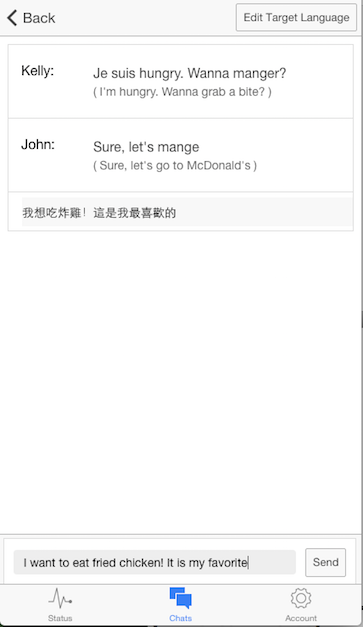 Back
Edit Target Language
Kelly:
Je suis hungry. Wanna manger?
( I'm hungry. Wanna grab a bite? )
John:
Sure, let's mange
( Sure, let's go to McDonald's )
我想吃炸雞！這是我最喜歡的
I want to eat fried chicken! It is my favorite
Send
Status
Chats
Account